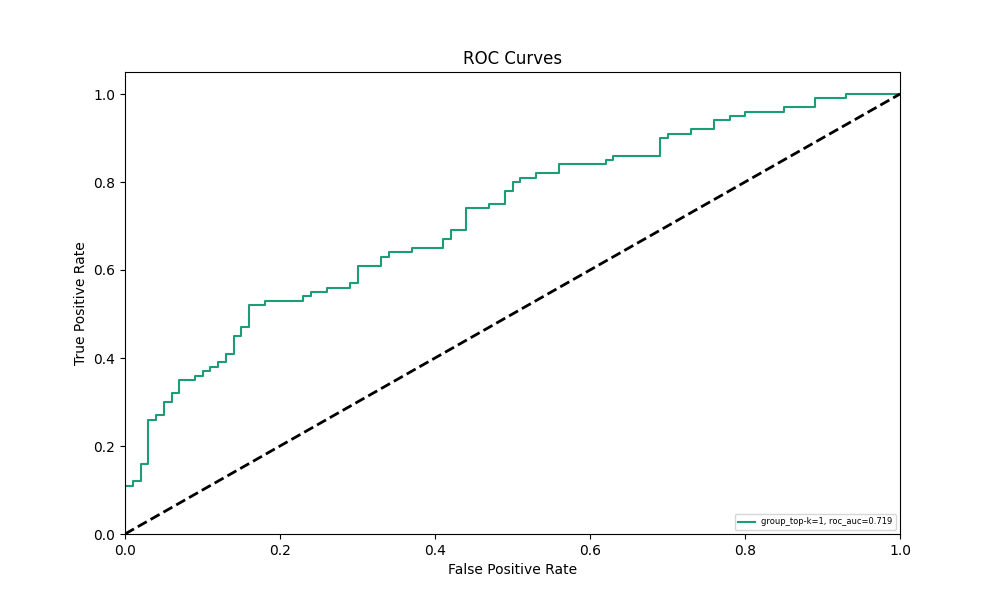 ROC Curves
True Positive Rate
1.0
0.8
0.6
0.4
0.2
0.0
0.0 0.2 0.4 0.6 0.8 1.0
False Positive Rate
group_top-k=1, roc_auc=0.719